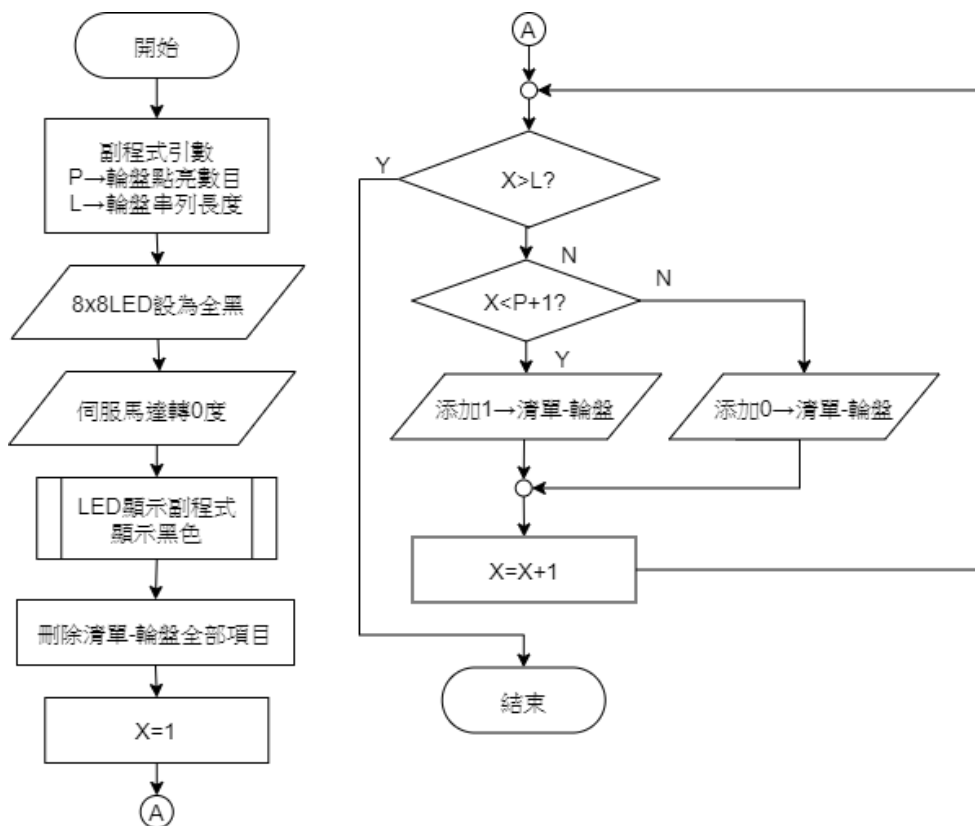 開始
副程式引數
P→輪盤點亮數目
L→輪盤串列長度
8x8LED設為全黑
伺服馬達轉0度
LED顯示副程式
顯示黑色
刪除清單-輪盤全部項目
X=1
A
A
X>L?
Y
N
X<P+1?
N
Y
添加1→清單-輪盤
添加0→清單-輪盤
X=X+1
結束